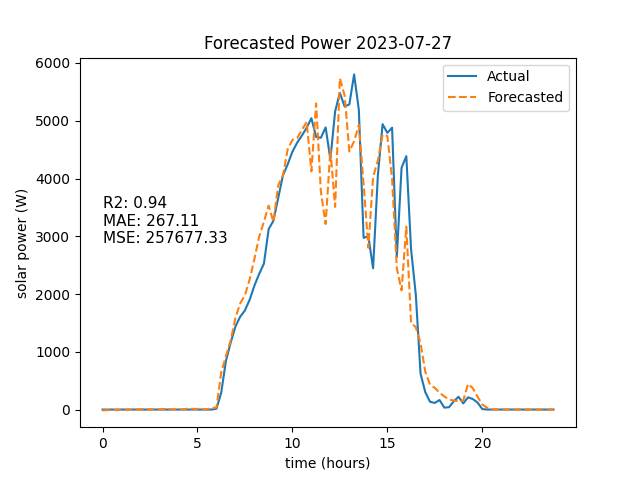 Forecasted Power 2023-07-27
Actual
Forecasted
R2: 0.94
MAE: 267.11
MSE: 257677.33
solar power (W)
6000
5000
4000
3000
2000
1000
0
0 5 10 15 20
time (hours)